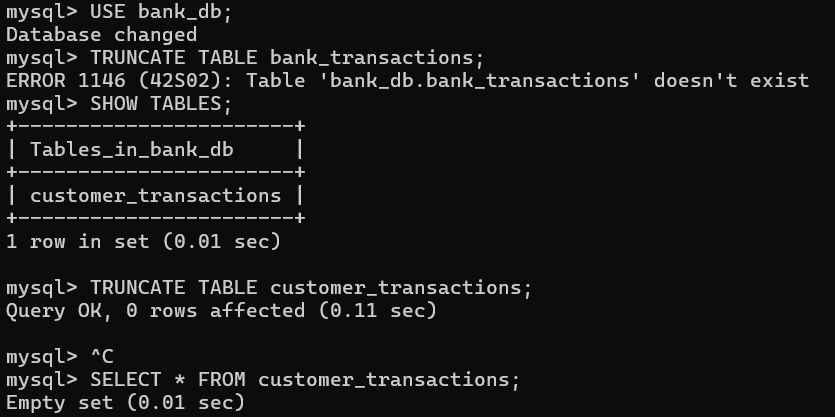 mysql> USE bank_db;
Database changed
mysql> TRUNCATE TABLE bank_transactions;
ERROR 1146 (42S02): Table 'bank_db.bank_transactions' doesn't exist
mysql> SHOW TABLES;
+-----------------------+
| Tables_in_bank_db     |
+-----------------------+
| customer_transactions |
+-----------------------+
1 row in set (0.01 sec)

mysql> TRUNCATE TABLE customer_transactions;
Query OK, 0 rows affected (0.11 sec)

mysql> ^C
mysql> SELECT * FROM customer_transactions;
Empty set (0.01 sec)